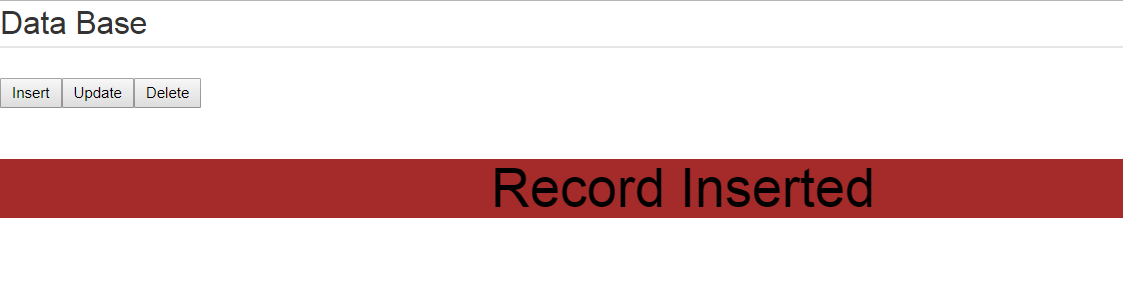 Data Base
Insert Update Delete
Record Inserted